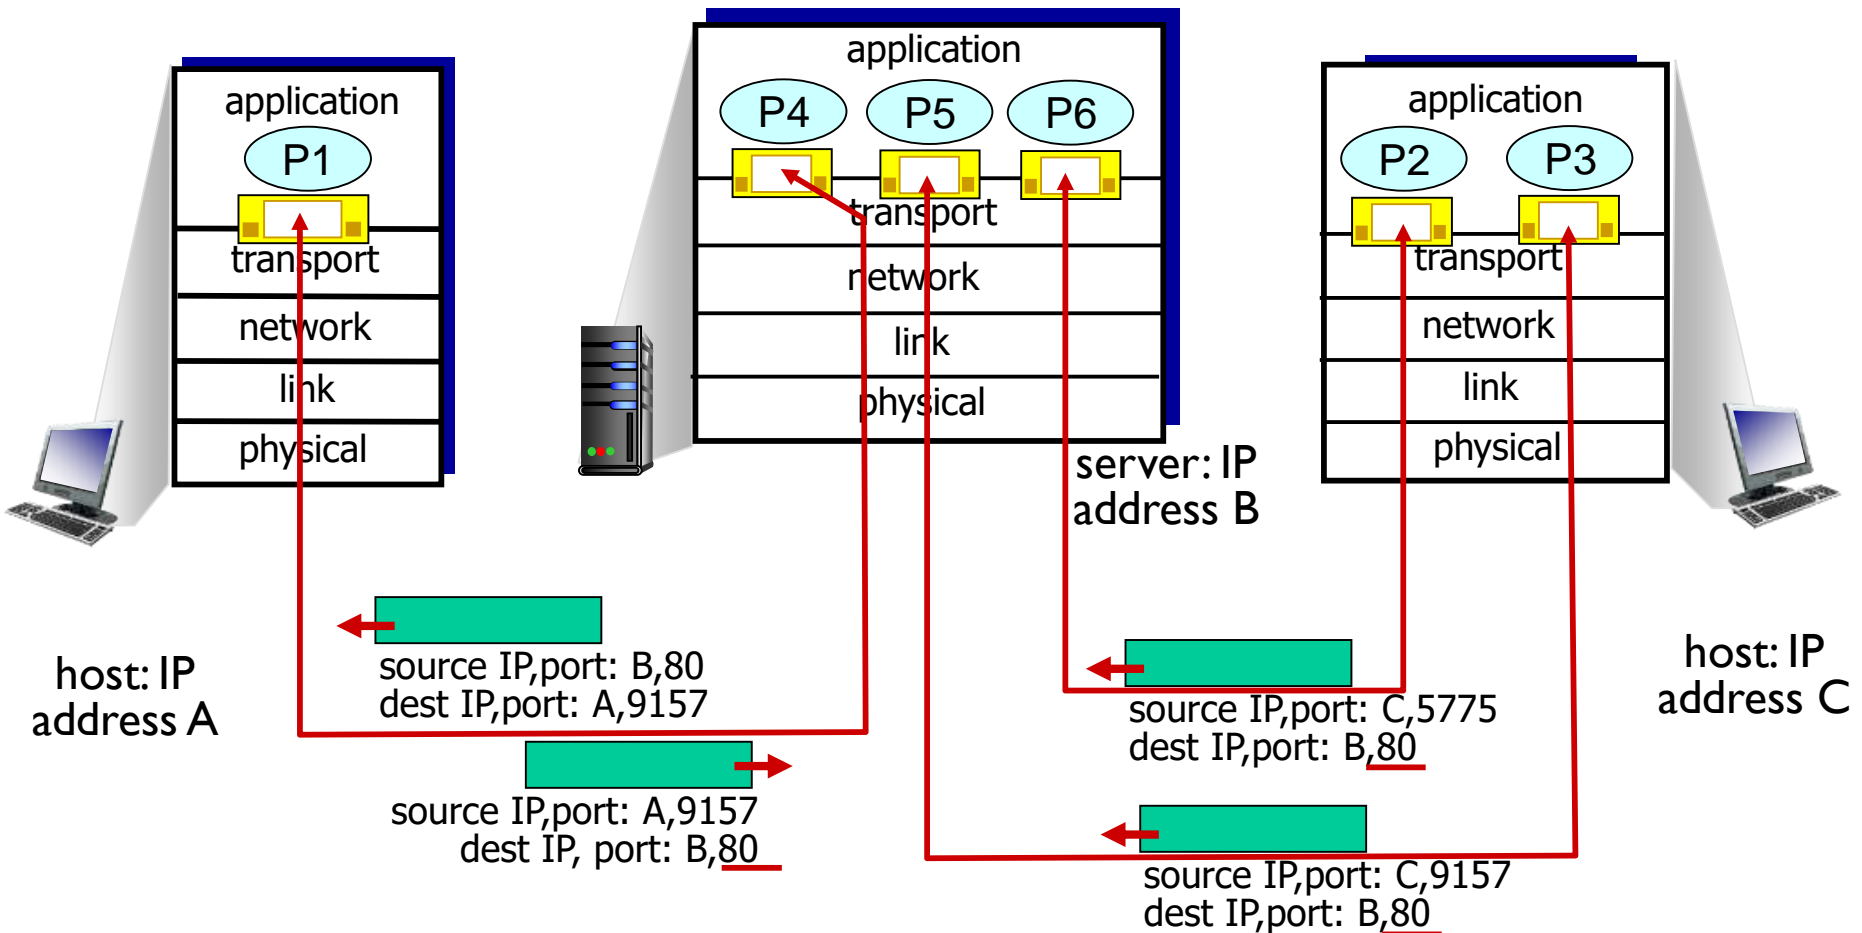 application
P1
transport
network
link
physical
host: IP
address A
application
P4
P5
P6
transport
network
link
physical
server: IP
address B
application
P2
P3
transport
network
link
physical
host: IP
address C
source IP,port: B,80
dest IP,port: A,9157
source IP,port: A,9157
dest IP, port: B,80
source IP,port: C,5775
dest IP,port: B,80
source IP,port: C,9157
dest IP,port: B,80